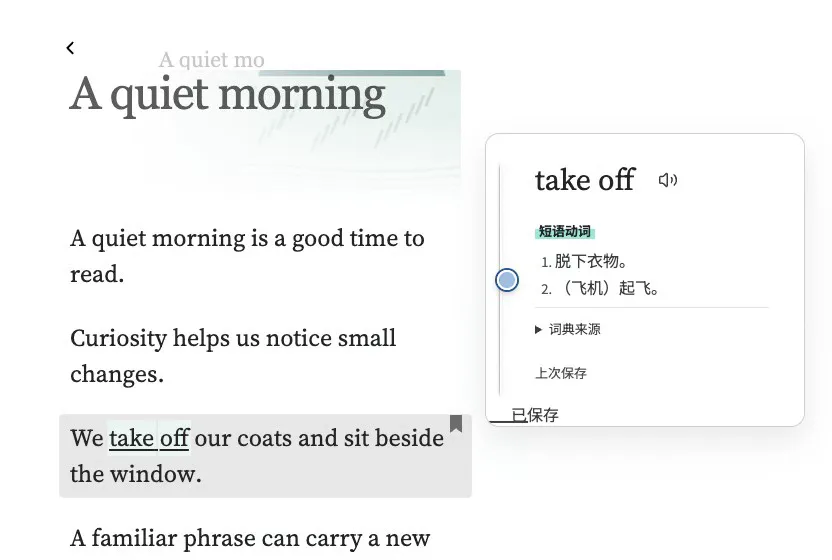 A quiet mo
A quiet morning
A quiet morning is a good time to
read.
Curiosity helps us notice small
changes.
We take off our coats and sit beside
the window.
A familiar phrase can carry a new
take off
短语动词
1. 脱下衣物。
2. （飞机）起飞。
词典来源
上次保存
已保存